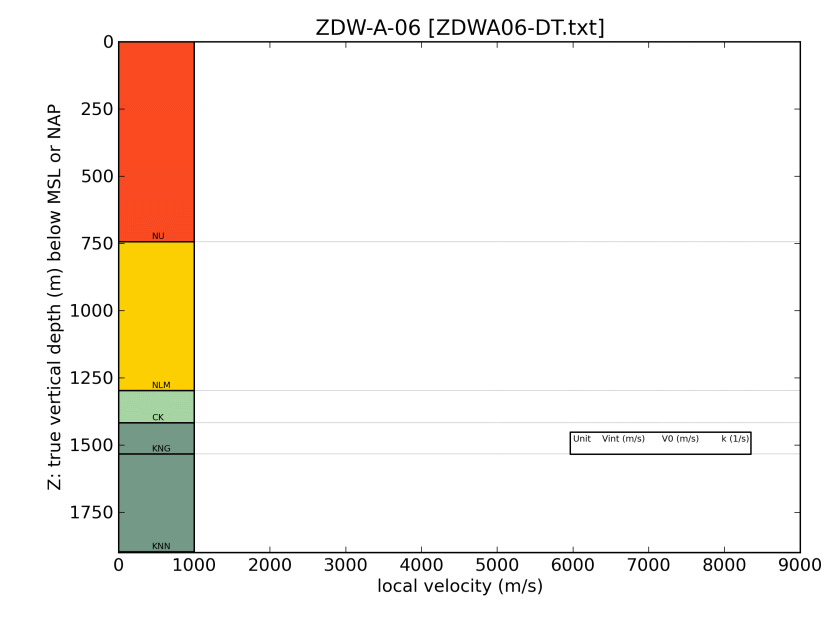 ZDW-A-06 [ZDWA06-DT.txt]
Z: true vertical depth (m) below MSL or NAP
0
250
500
750
1000
1250
1500
1750
NU
NLM
CK
KNG
KNN
Unit Vint (m/s) V0 (m/s) k (1/s)
0 1000 2000 3000 4000 5000 6000 7000 8000 9000
local velocity (m/s)